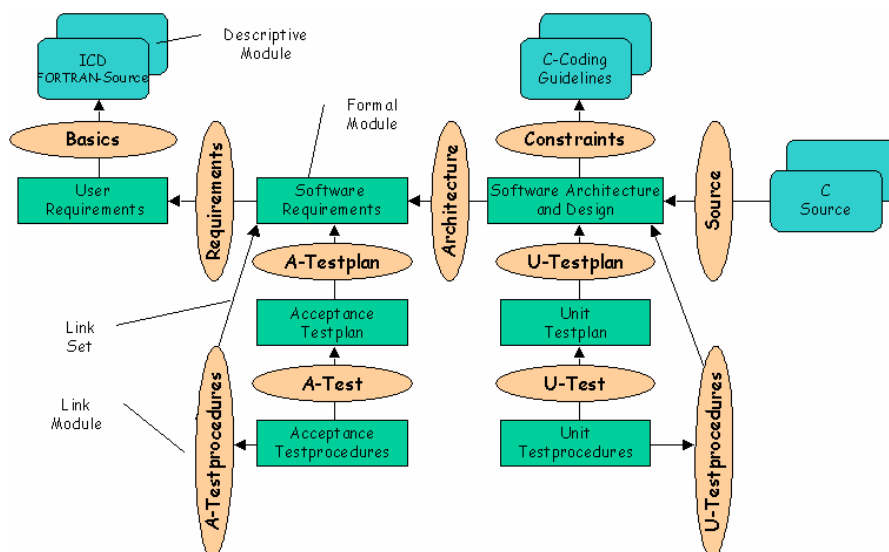 ICD
FORTRAN-Source
Descriptive
Module
C-Coding
Guidelines
Formal
Module
Basics
Requirements
Architecture
Constraints
Source
User
Requirements
Software
Requirements
Software Architecture
and Design
C
Source
A-Testplan
U-Testplan
Link
Set
Acceptance
Testplan
Unit
Testplan
A-Testprocedures
A-Test
U-Test
U-Testprocedures
Link
Module
Acceptance
Testprocedures
Unit
Testprocedures